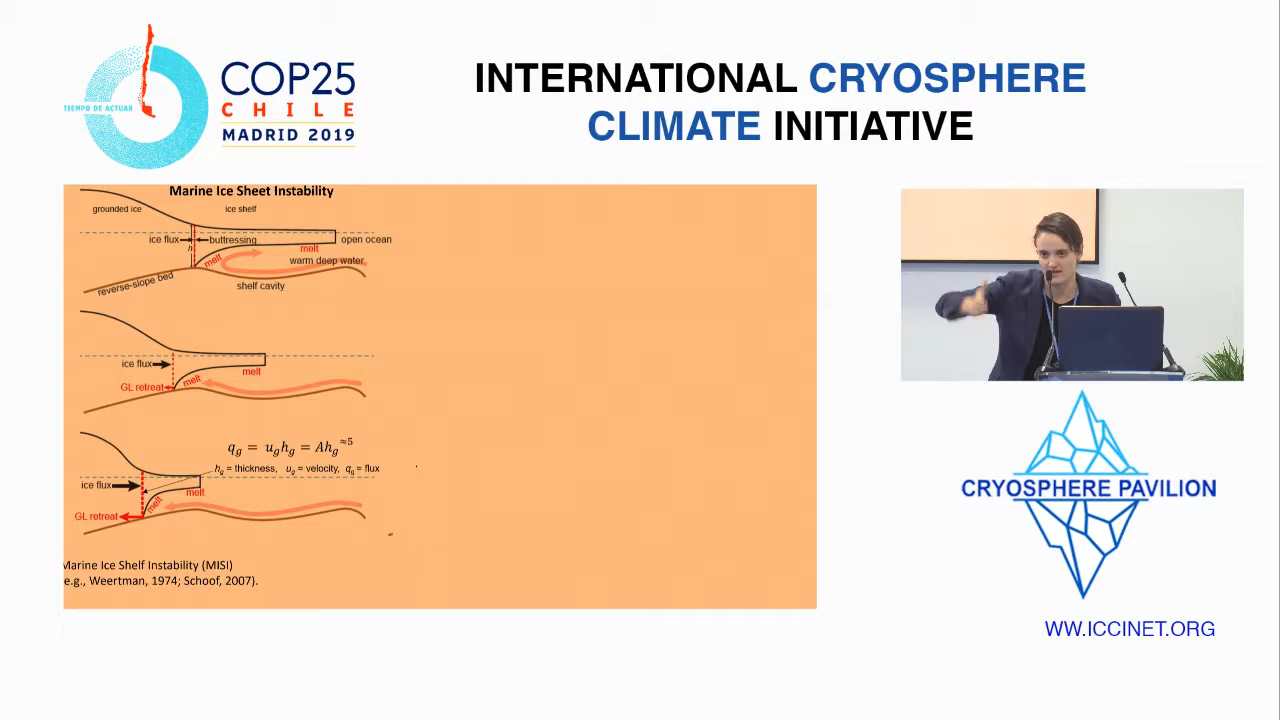 TIEMPO DE ACTUAR
COP25
CHILE
MADRID 2019
INTERNATIONAL CRYOSPHERE
CLIMATE INITIATIVE
Marine Ice Sheet Instability
grounded ice
ice shelf
ice flux
buttressing
h
melt
open ocean
melt
warm deep water
reverse-slope bed
shelf cavity
ice flux
melt
GL retreat
melt
q_g = u_g h_g = Ah_g^≈5
h_g = thickness, u_g = velocity, q_g = flux
ice flux
melt
melt
GL retreat
Marine Ice Shelf Instability (MISI)
e.g., Weertman, 1974; Schoof, 2007).
CRYOSPHERE PAVILION
WW.ICCINET.ORG